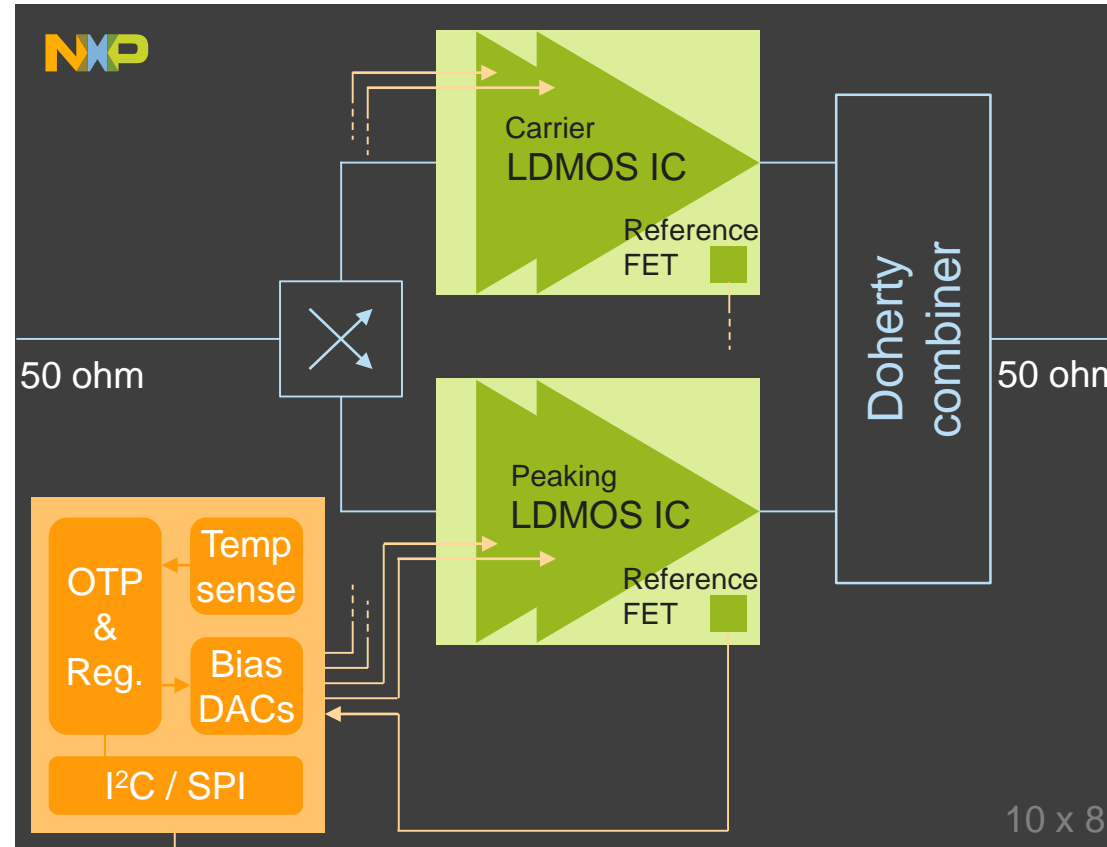 NXP
Carrier
LDMOS IC
Reference
FET
50 ohm
Doherty
combiner
50 ohm
Peaking
LDMOS IC
Reference
FET
OTP
&
Reg.
Temp
sense
Bias
DACs
I²C / SPI
10 x 8